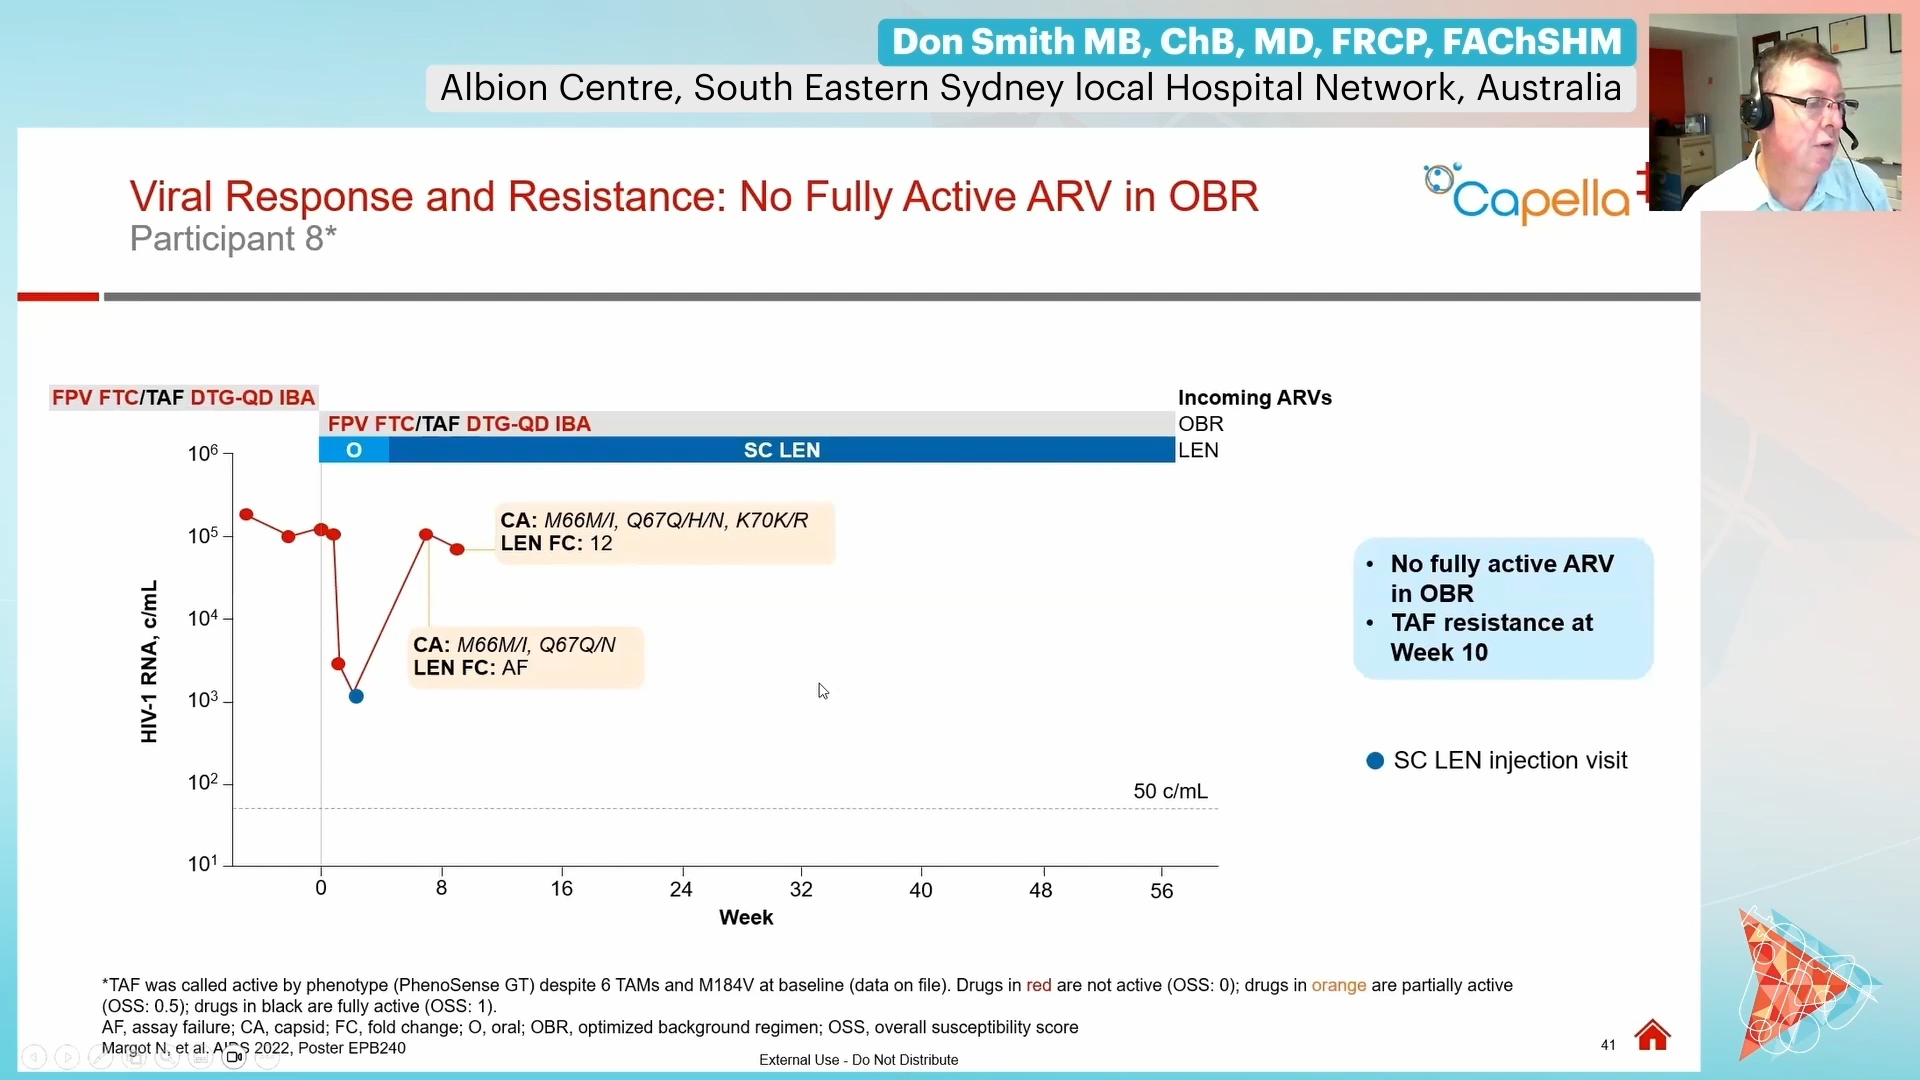 Don Smith MB, ChB, MD, FRCP, FAChSHM
Albion Centre, South Eastern Sydney local Hospital Network, Australia
Viral Response and Resistance: No Fully Active ARV in OBR
Participant 8*
Capella
FPV FTC/TAF DTG-QD IBA
Incoming ARVs
FPV FTC/TAF DTG-QD IBA
OBR
O
SC LEN
LEN
10⁶
10⁵
10⁴
10³
10²
10¹
HIV-1 RNA, c/mL
CA: M66M/I, Q67Q/H/N, K70K/R
LEN FC: 12
CA: M66M/I, Q67Q/N
LEN FC: AF
• No fully active ARV
in OBR
• TAF resistance at
Week 10
SC LEN injection visit
50 c/mL
0 8 16 24 32 40 48 56
Week
*TAF was called active by phenotype (PhenoSense GT) despite 6 TAMs and M184V at baseline (data on file). Drugs in red are not active (OSS: 0); drugs in orange are partially active
(OSS: 0.5); drugs in black are fully active (OSS: 1).
AF, assay failure; CA, capsid; FC, fold change; O, oral; OBR, optimized background regimen; OSS, overall susceptibility score
Margot N, et al. AIDS 2022, Poster EPB240
External Use - Do Not Distribute
41